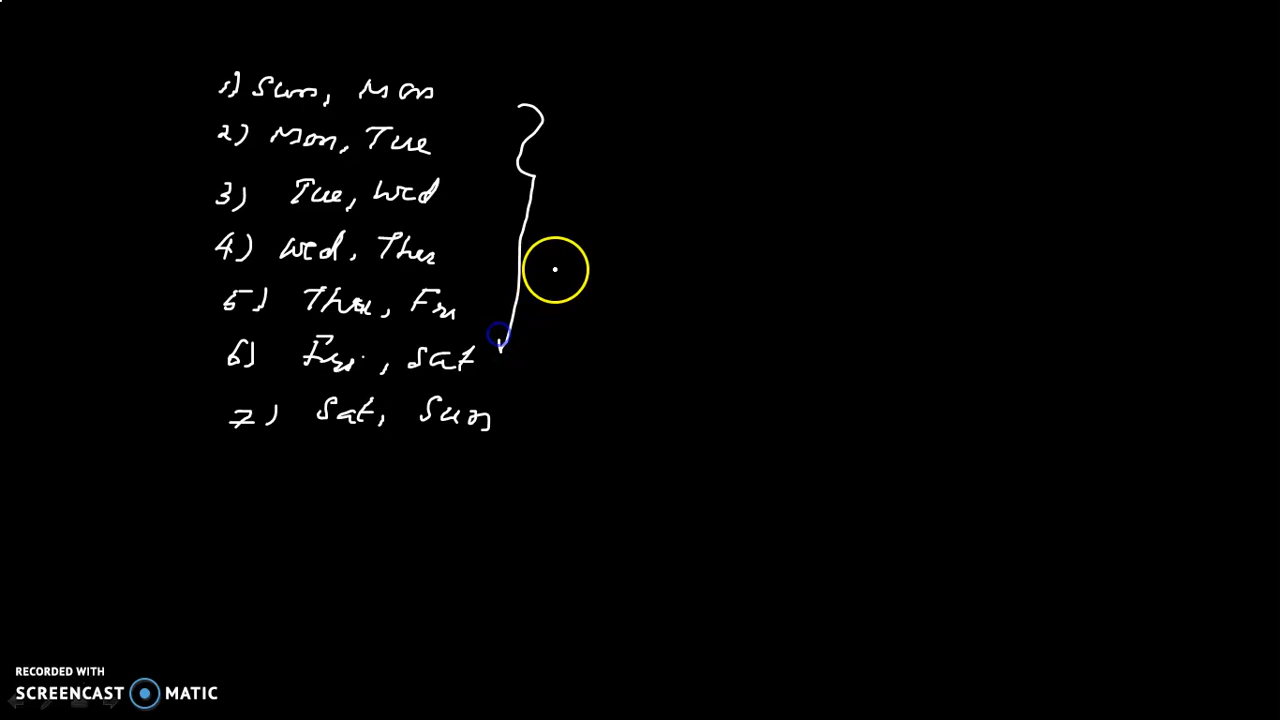 1) Sun, Mon
2) Mon, Tue
3) Tue, Wed
4) Wed, Thu
5) Thu, Fri
6) Fri, Sat
7) Sat, Sun
RECORDED WITH
SCREENCAST MATIC